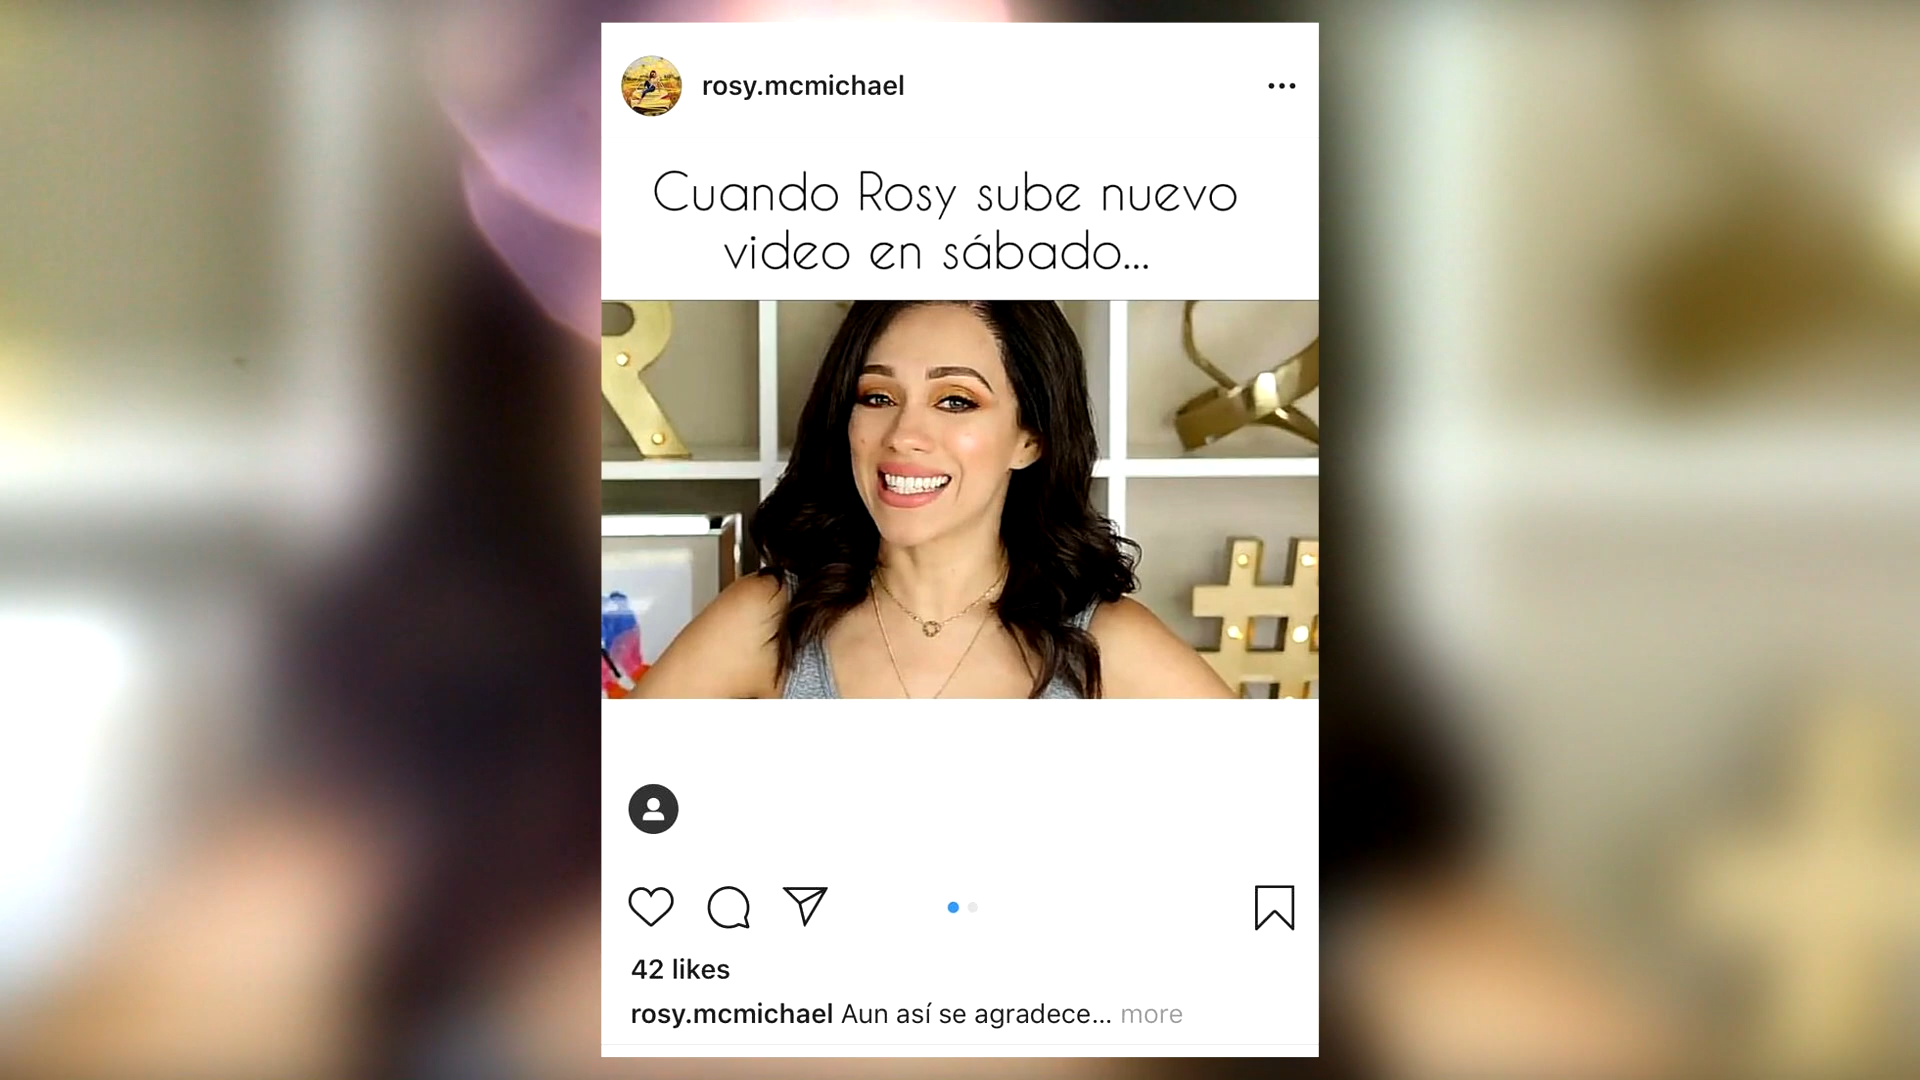 rosy.mcmichael
Cuando Rosy sube nuevo
video en sábado...
R
#
42 likes
rosy.mcmichael Aun así se agradece... more